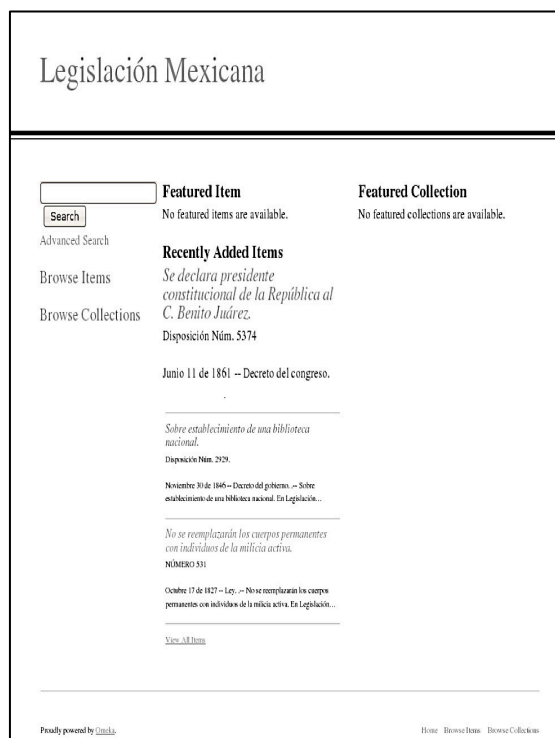 Legislación Mexicana
Search
Advanced Search
Browse Items
Browse Collections
Featured Item
No featured items are available.
Recently Added Items
Se declara presidente
constitucional de la República al
C. Benito Juárez.
Disposición Núm. 5374
Junio 11 de 1861 -- Decreto del congreso.
.
Sobre establecimiento de una biblioteca
nacional.
Disposición Núm. 2929.
Noviembre 30 de 1846 -- Decreto del gobierno. .-- Sobre
establecimiento de una biblioteca nacional. En Legislación...
No se reemplazarán los cuerpos permanentes
con individuos de la milicia activa.
NÚMERO 531
Octubre 17 de 1827 -- Ley. .-- No se reemplazarán los cuerpos
permanentes con individuos de la milicia activa. En Legislación...
View All Items
Featured Collection
No featured collections are available.
Proudly powered by Omeka.
Home Browse Items Browse Collections